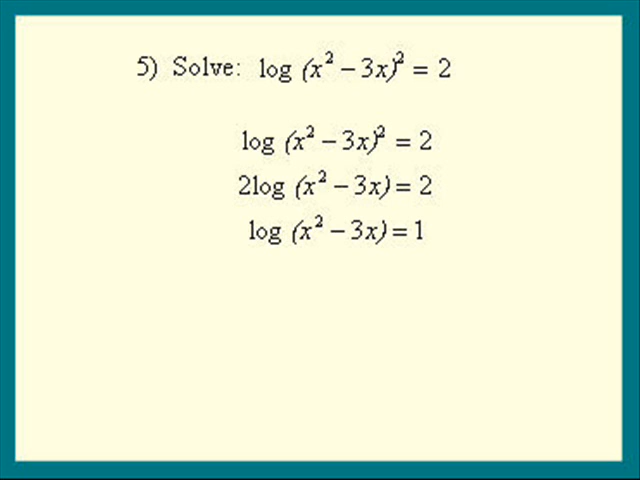 5) Solve: log (x² − 3x)² = 2
log (x² − 3x)² = 2
2log (x² − 3x) = 2
log (x² − 3x) = 1